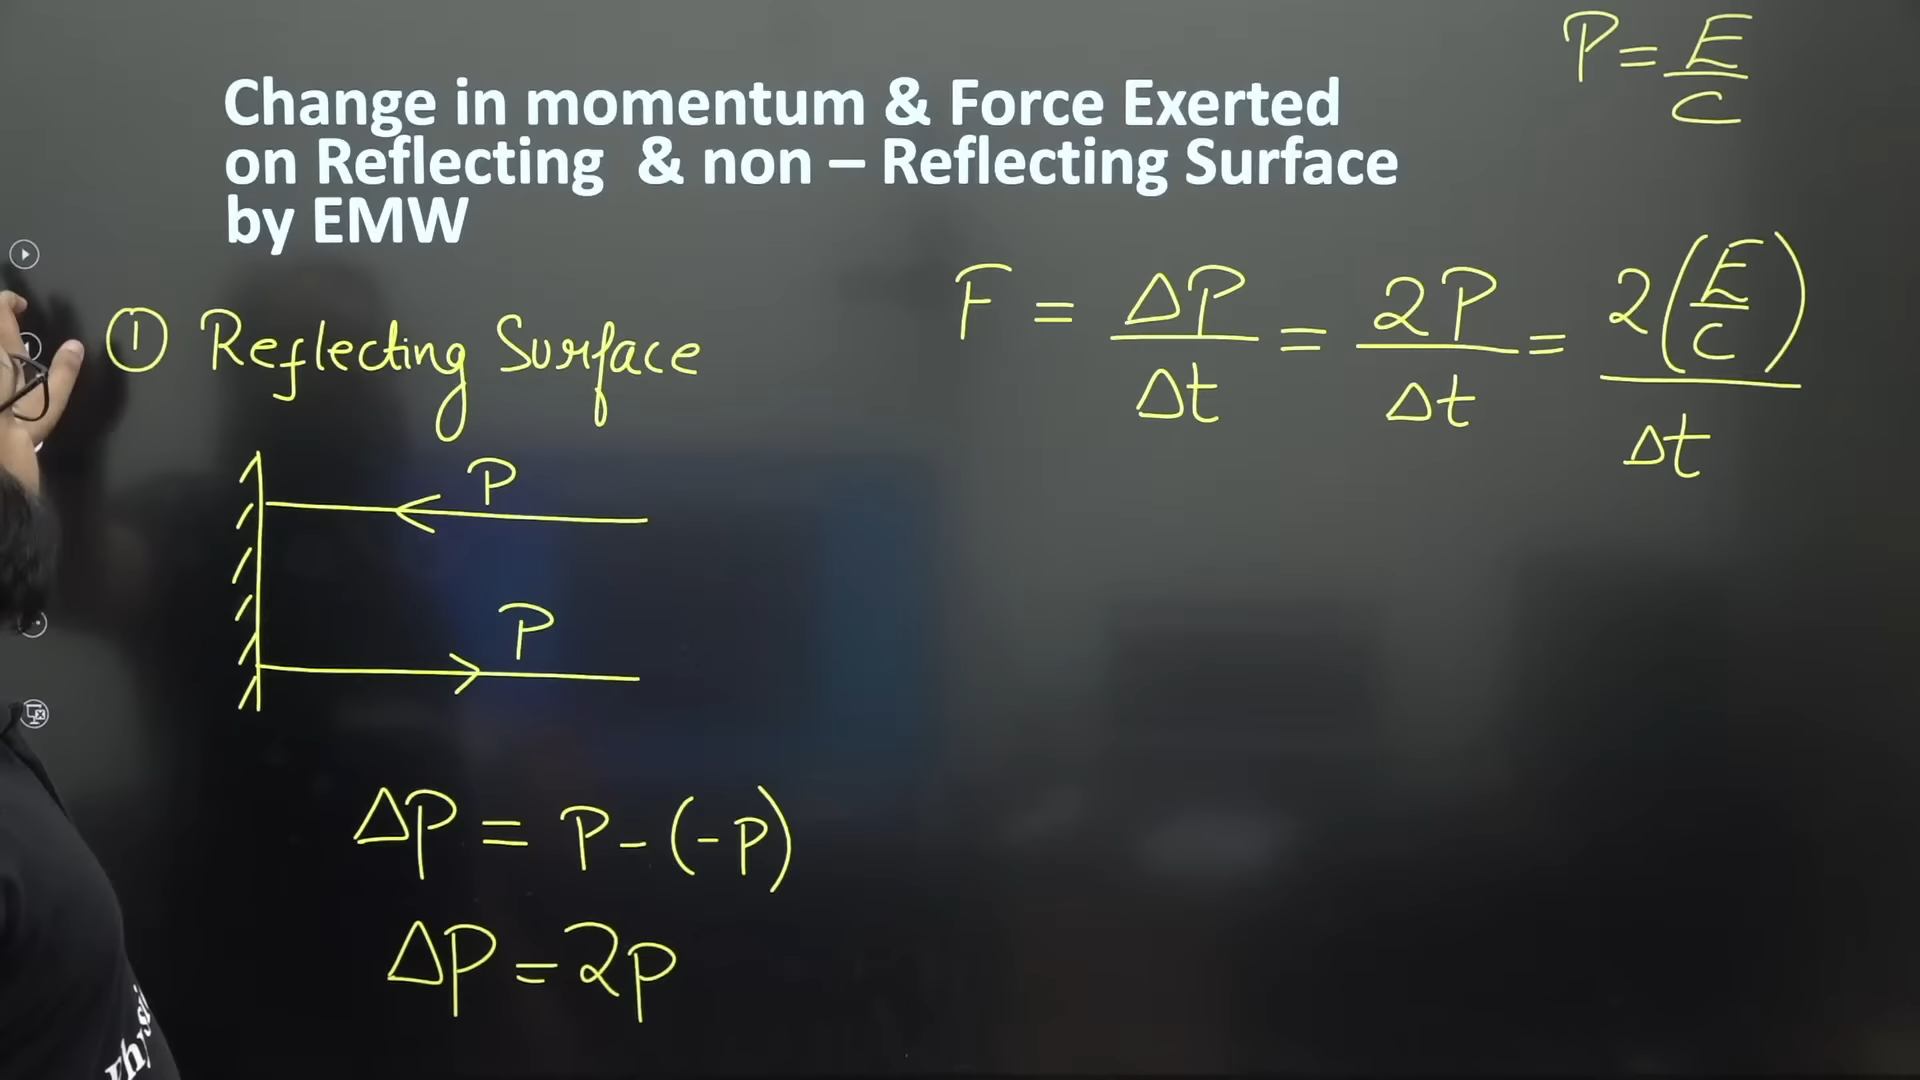 P = E/C
Change in momentum & Force Exerted
on Reflecting & non – Reflecting Surface
by EMW
F = ΔP/Δt = 2P/Δt = 2(E/C)/Δt
① Reflecting Surface
P
P
ΔP = P - (-P)
ΔP = 2P